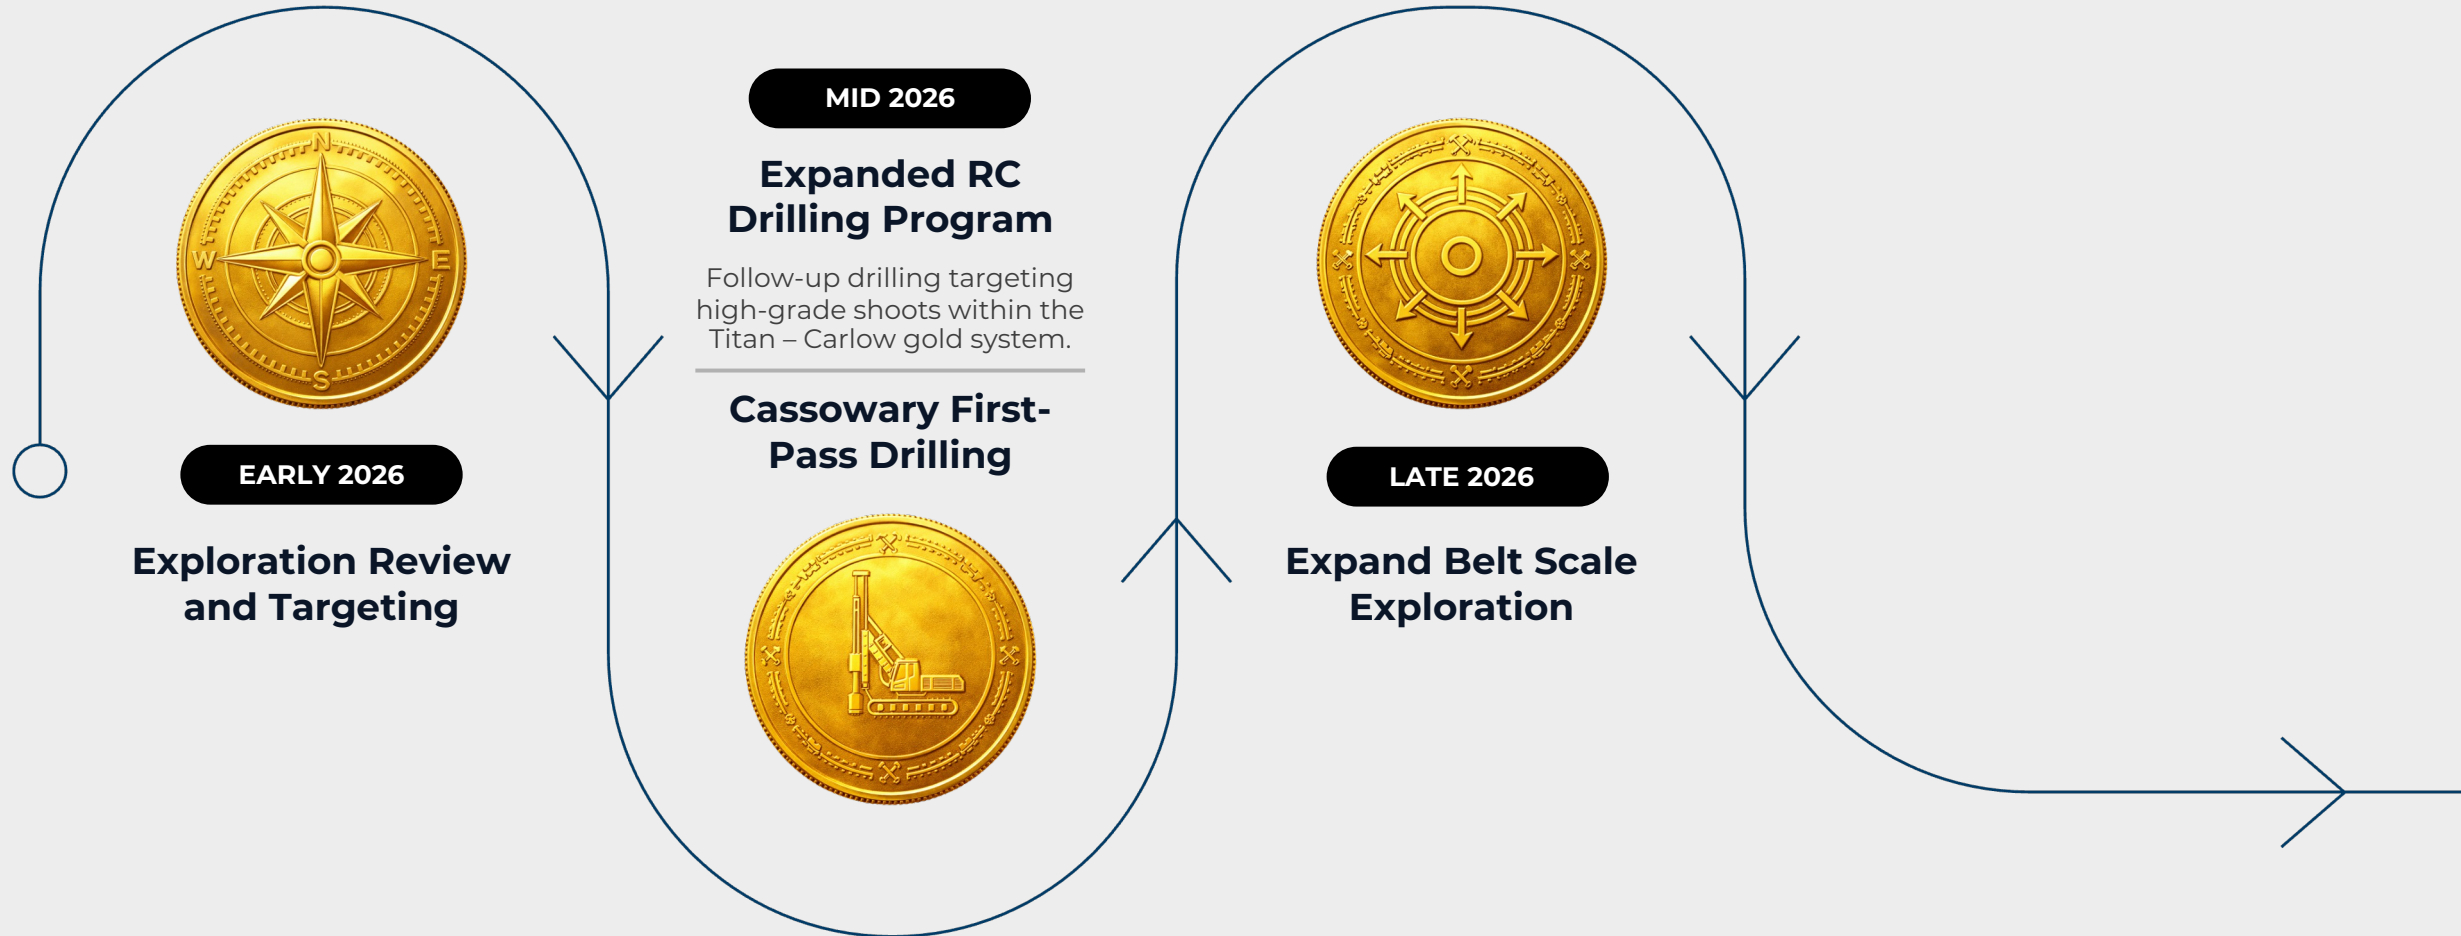 N
W
E
S
EARLY 2026
Exploration Review
and Targeting
MID 2026
Expanded RC
Drilling Program
Follow-up drilling targeting
high-grade shoots within the
Titan – Carlow gold system.
Cassowary First-
Pass Drilling
LATE 2026
Expand Belt Scale
Exploration